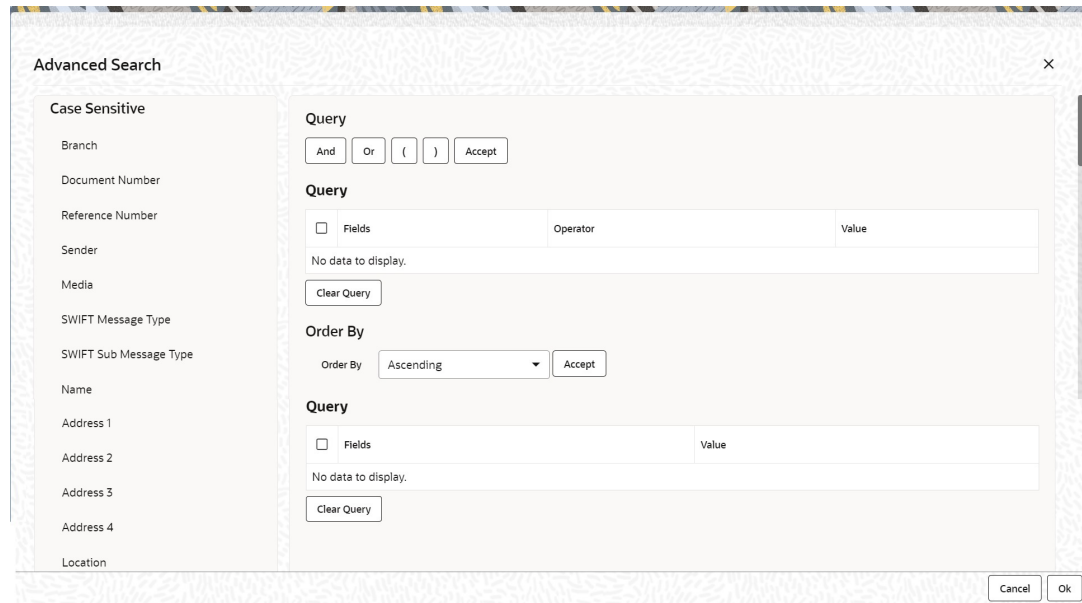 Advanced Search
Case Sensitive
Branch
Document Number
Reference Number
Sender
Media
SWIFT Message Type
SWIFT Sub Message Type
Name
Address 1
Address 2
Address 3
Address 4
Location
Query
And Or ( ) Accept
Query
Fields Operator Value
No data to display.
Clear Query
Order By
Order By Ascending Accept
Query
Fields Value
No data to display.
Clear Query
Cancel Ok